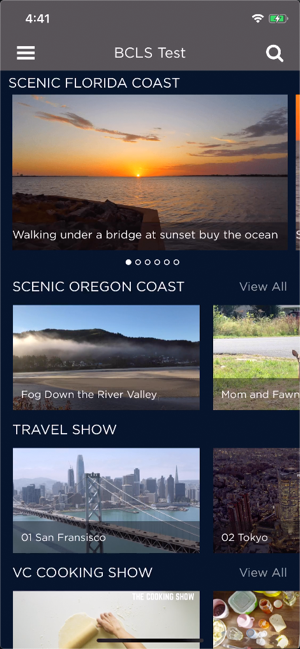 4:41
BCLS Test
SCENIC FLORIDA COAST
Walking under a bridge at sunset buy the ocean
SCENIC OREGON COAST View All
Fog Down the River Valley
Mom and Fawn
TRAVEL SHOW
01 San Fransisco
02 Tokyo
VC COOKING SHOW View All
THE COOKING SHOW